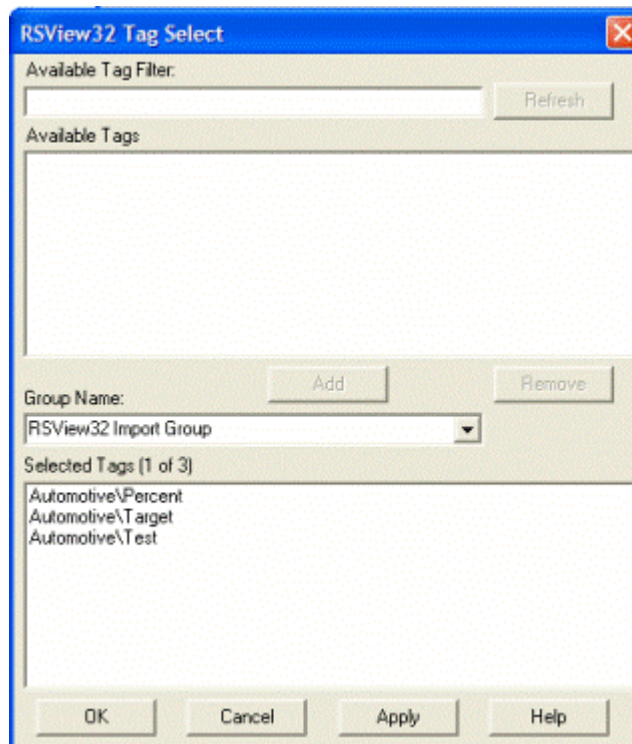 RSView32 Tag Select
Available Tag Filter:
Refresh
Available Tags
Add
Remove
Group Name:
RSView32 Import Group
Selected Tags (1 of 3)
Automotive\Percent
Automotive\Target
Automotive\Test
OK
Cancel
Apply
Help